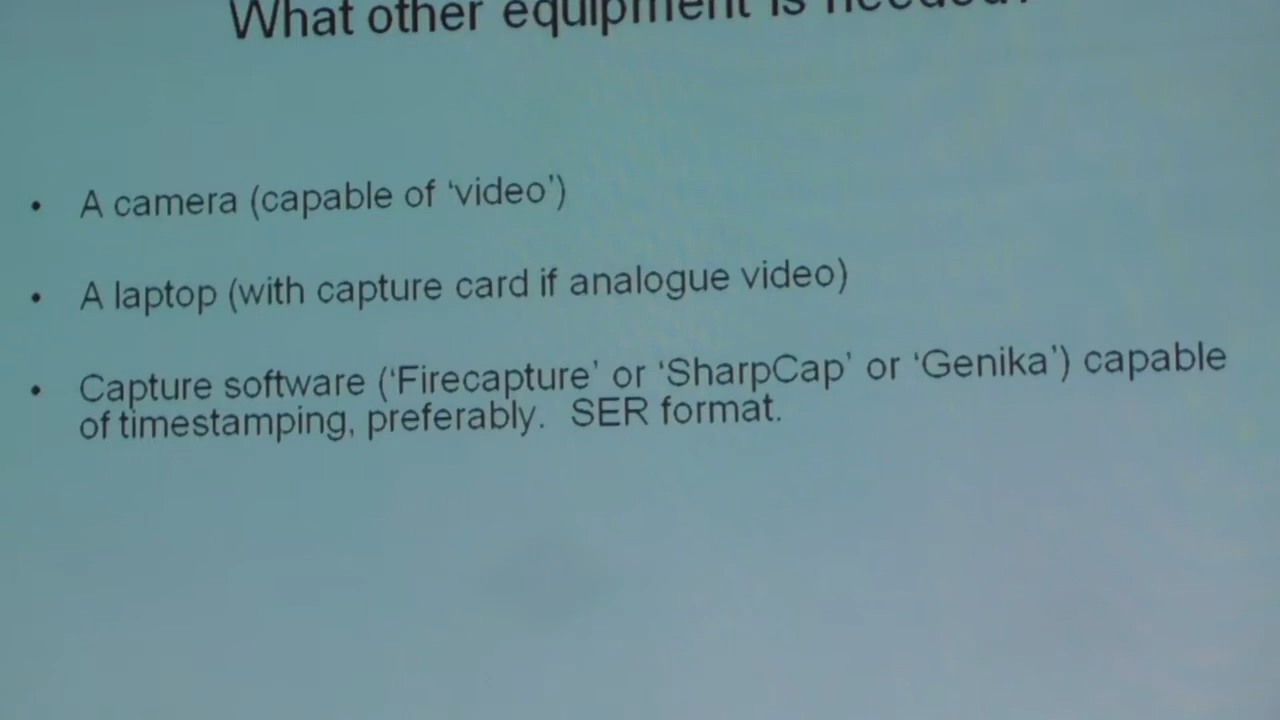 What other equipment is needed?
• A camera (capable of ‘video’)
• A laptop (with capture card if analogue video)
• Capture software (‘Firecapture’ or ‘SharpCap’ or ‘Genika’) capable
of timestamping, preferably.  SER format.